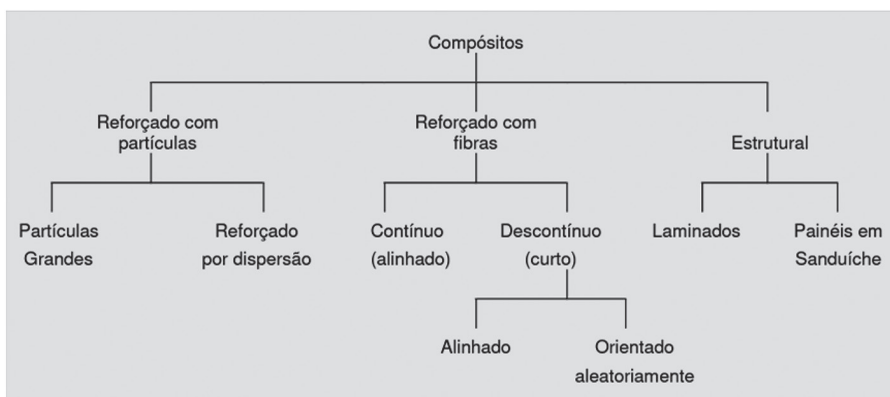 Compósitos
Reforçado com
partículas
Reforçado com
fibras
Estrutural
Partículas
Grandes
Reforçado
por dispersão
Contínuo
(alinhado)
Descontínuo
(curto)
Laminados
Painéis em
Sanduíche
Alinhado
Orientado
aleatoriamente